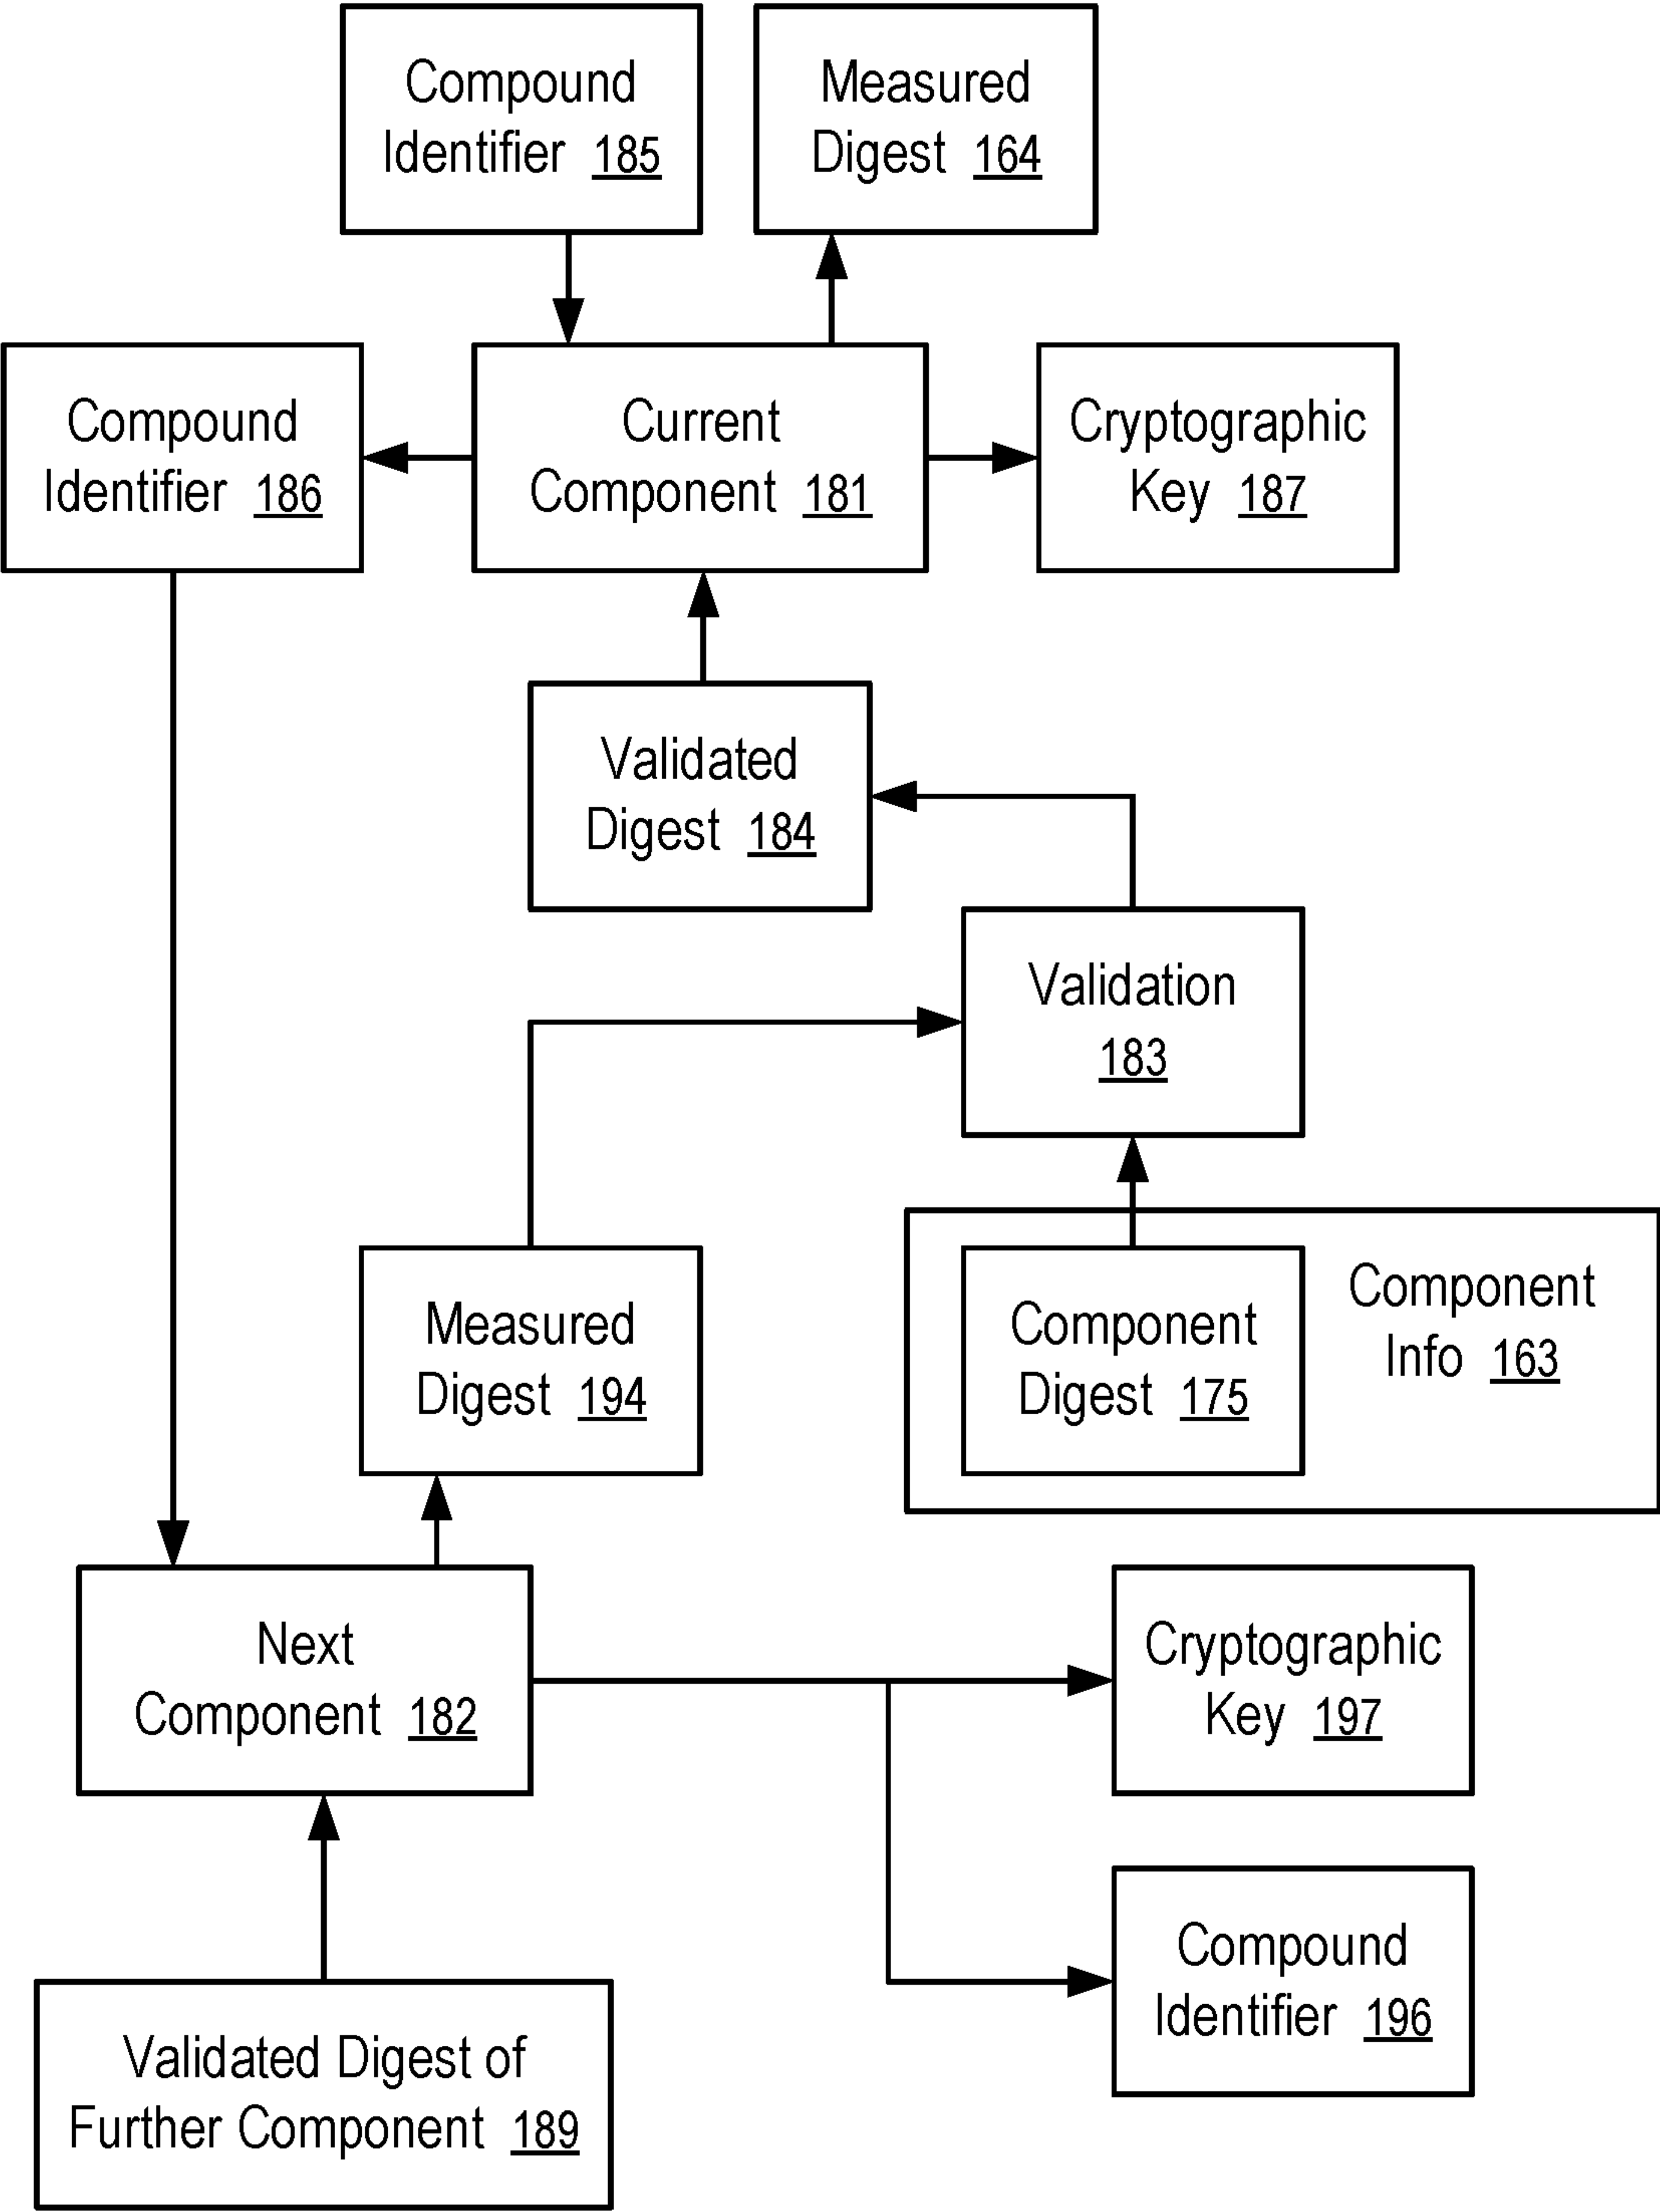 Compound
Identifier 185
Measured
Digest 164
Compound
Identifier 186
Current
Component 181
Cryptographic
Key 187
Validated
Digest 184
Validation
183
Measured
Digest 194
Component
Digest 175
Component
Info 163
Next
Component 182
Cryptographic
Key 197
Compound
Identifier 196
Validated Digest of
Further Component 189